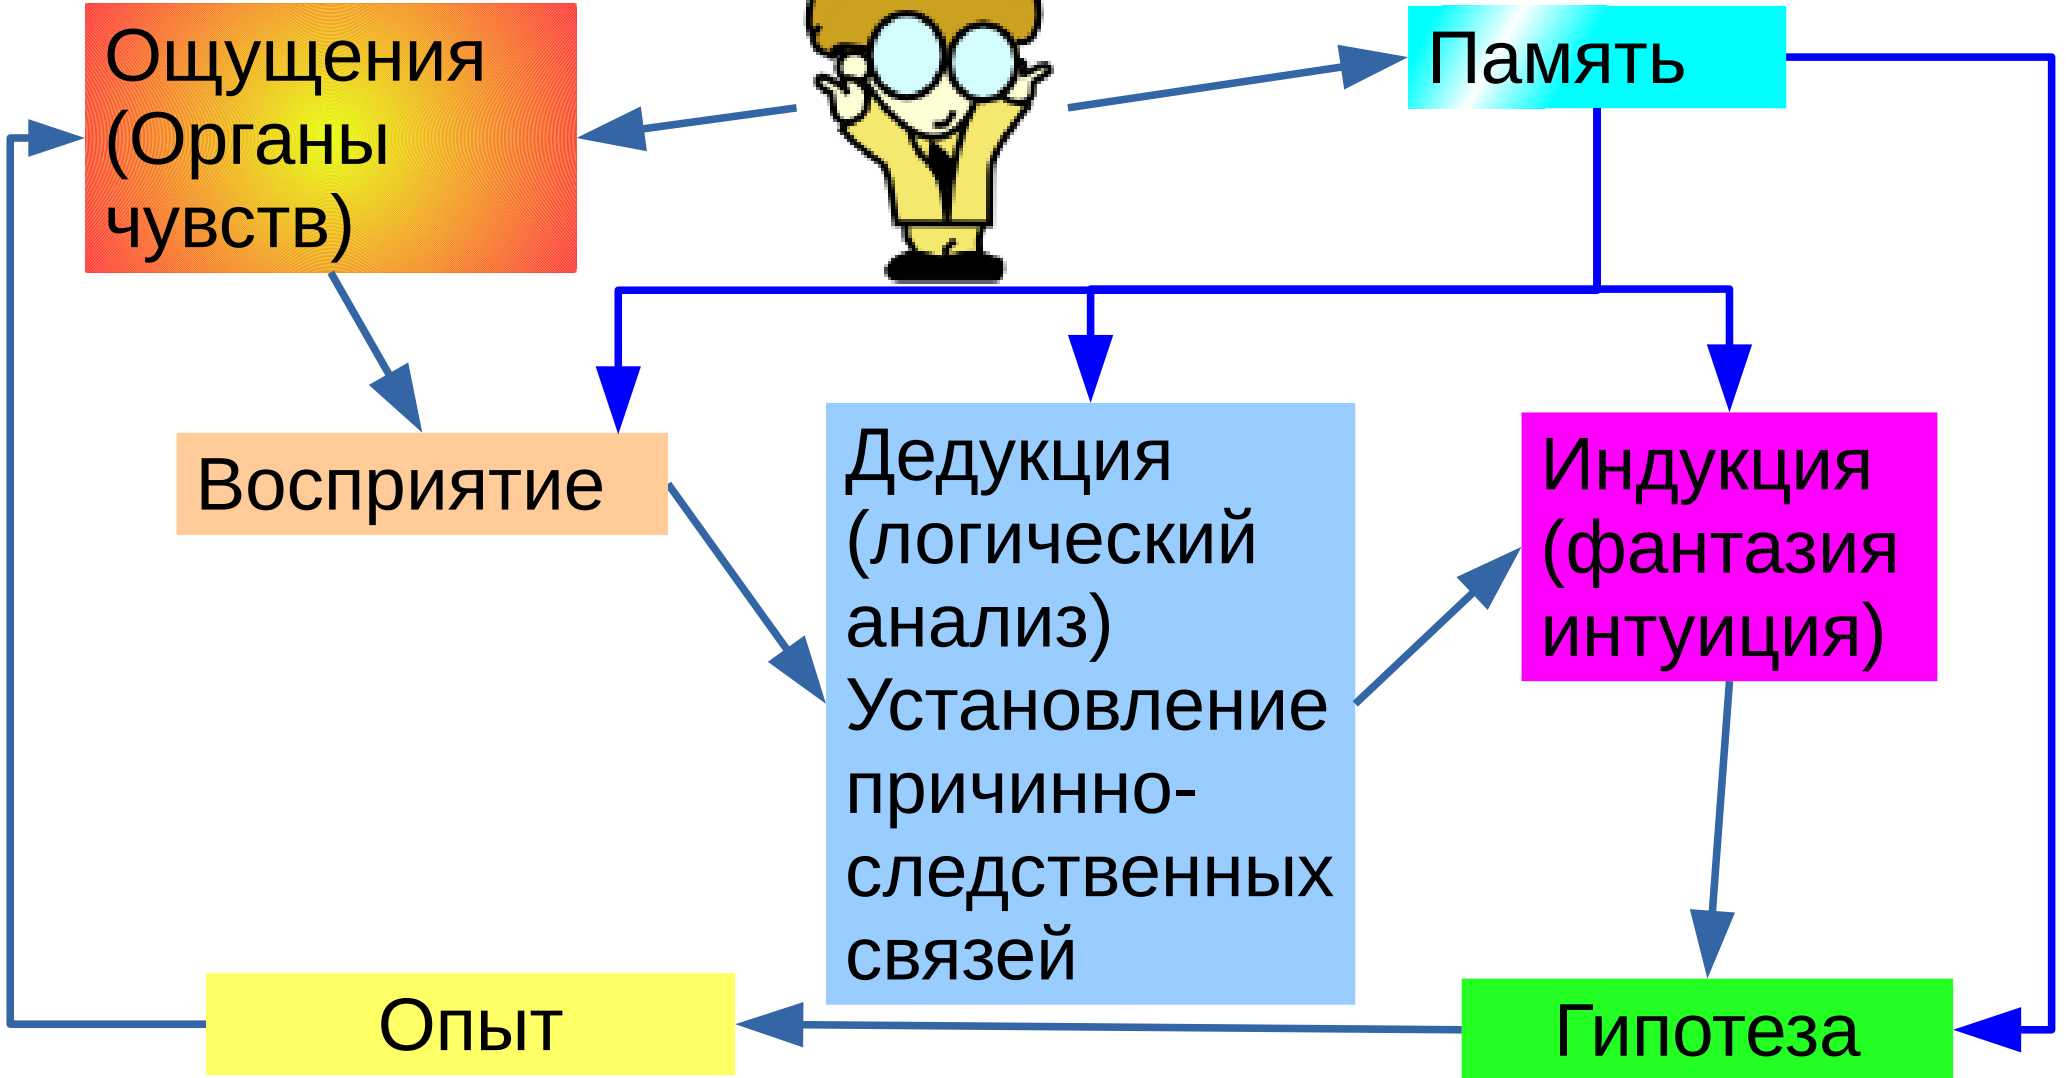 Ощущения
(Органы
чувств)
Память
Восприятие
Дедукция
(логический
анализ)
Установление
причинно-
следственных
связей
Индукция
(фантазия
интуиция)
Опыт
Гипотеза